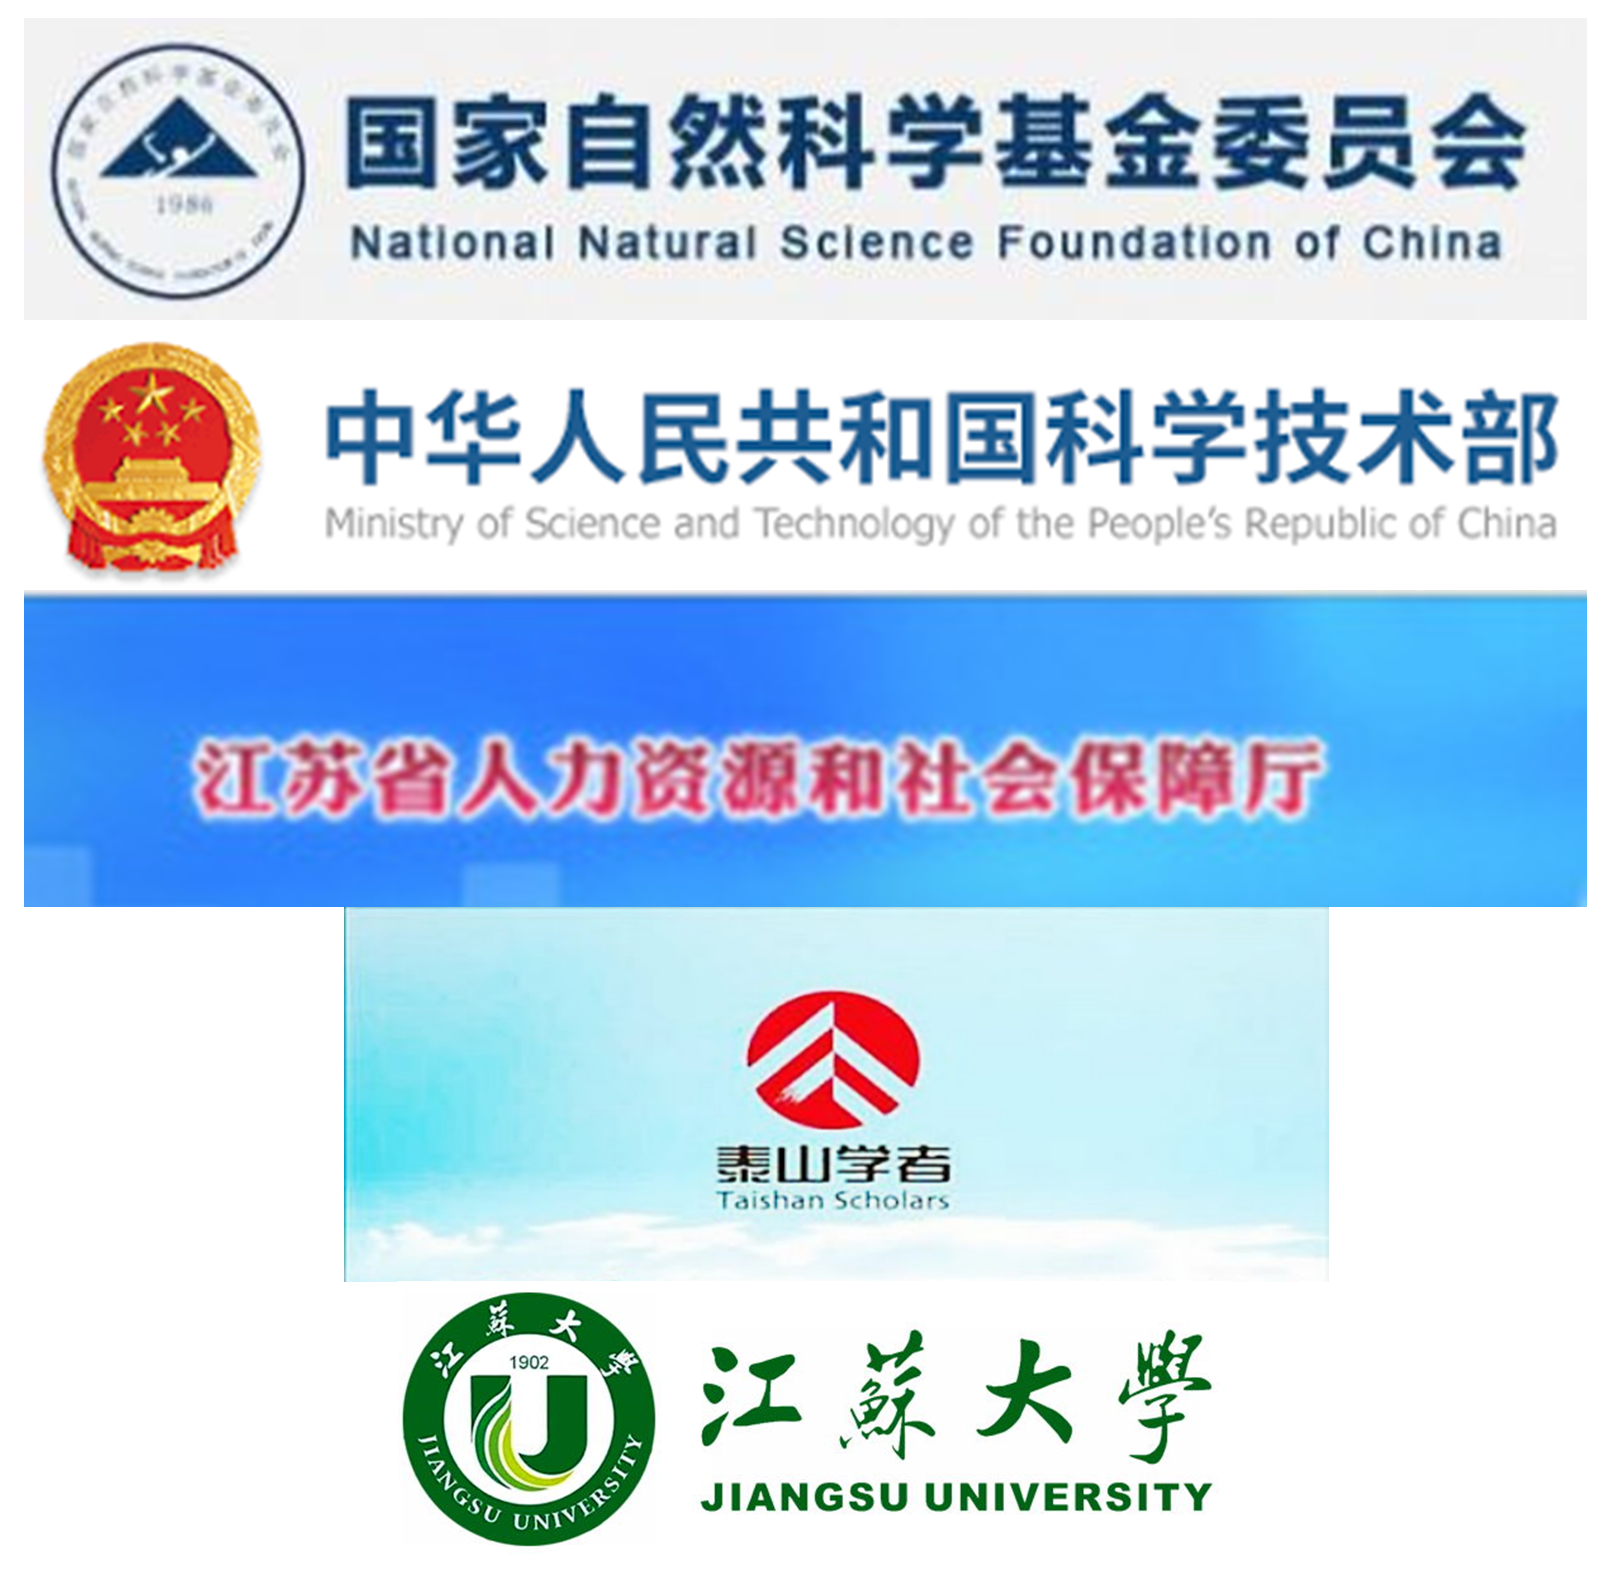 1986
国家自然科学基金委员会
National Natural Science Foundation of China
中华人民共和国科学技术部
Ministry of Science and Technology of the People's Republic of China
江苏省人力资源和社会保障厅
泰山学者
Taishan Scholars
江蘇大學
1902
JIANGSU UNIVERSITY
江蘇大學
JIANGSU UNIVERSITY